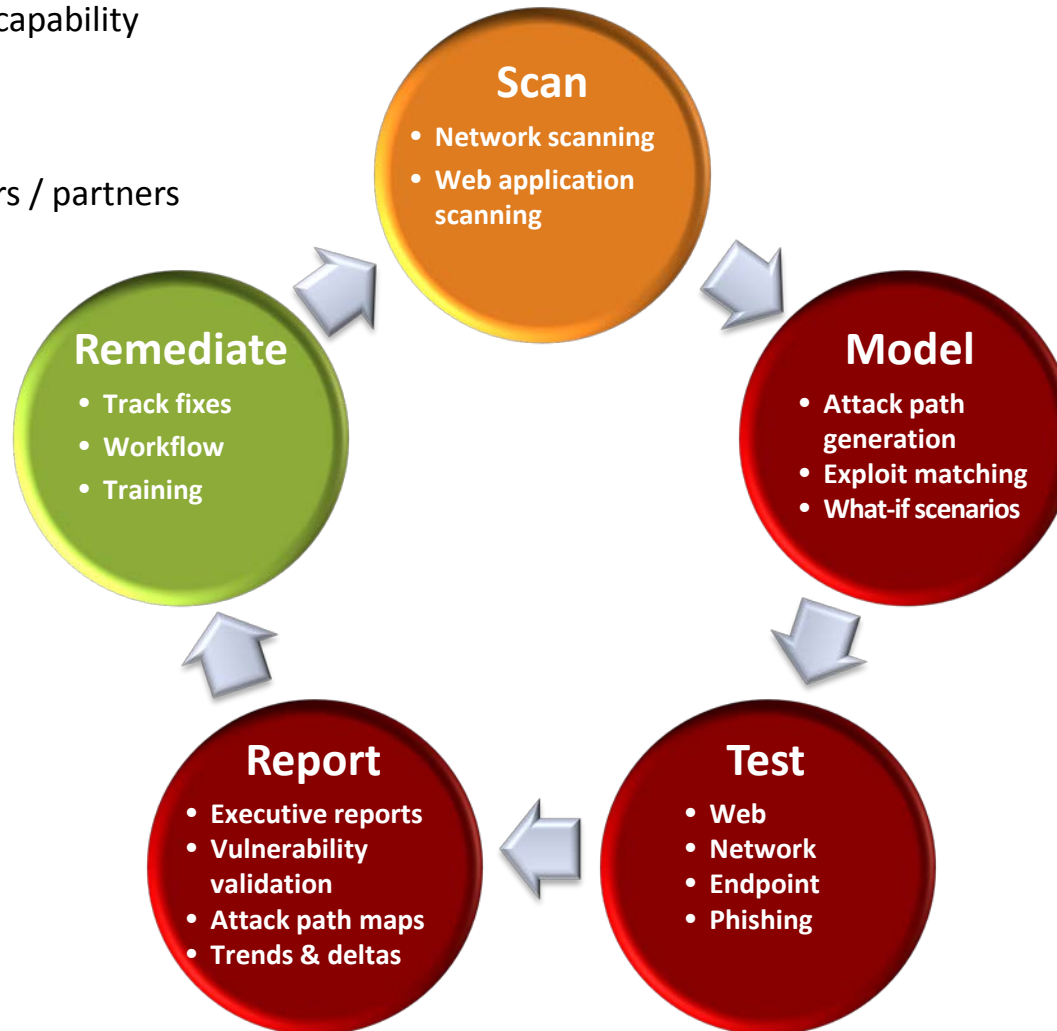 capability
rs / partners
Scan
• Network scanning
• Web application
scanning
Model
• Attack path
generation
• Exploit matching
• What-if scenarios
Test
• Web
• Network
• Endpoint
• Phishing
Report
• Executive reports
• Vulnerability
validation
• Attack path maps
• Trends & deltas
Remediate
• Track fixes
• Workflow
• Training